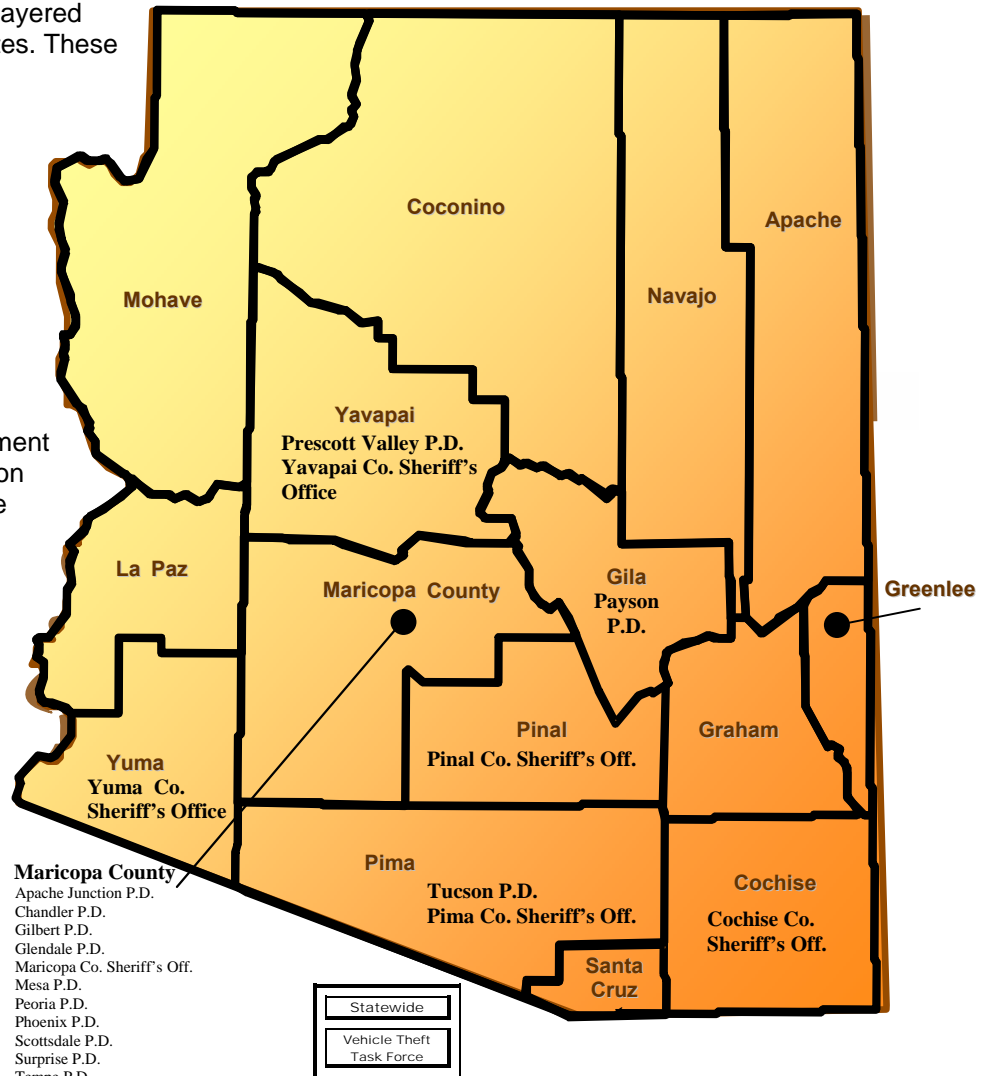 ayered
tes. These
Coconino
Apache
Navajo
Mohave
Yavapai
Prescott Valley P.D.
Yavapai Co. Sheriff's
Office
ment
on
e
La Paz
Maricopa County
Gila
Payson
P.D.
Greenlee
Pinal
Pinal Co. Sheriff's Off.
Graham
Yuma
Yuma Co.
Sheriff's Office
Pima
Tucson P.D.
Pima Co. Sheriff's Off.
Cochise
Cochise Co.
Sheriff's Off.
Santa
Cruz
Maricopa County
Apache Junction P.D.
Chandler P.D.
Gilbert P.D.
Glendale P.D.
Maricopa Co. Sheriff's Off.
Mesa P.D.
Peoria P.D.
Phoenix P.D.
Scottsdale P.D.
Surprise P.D.
Tempe P.D.
Statewide
Vehicle Theft
Task Force